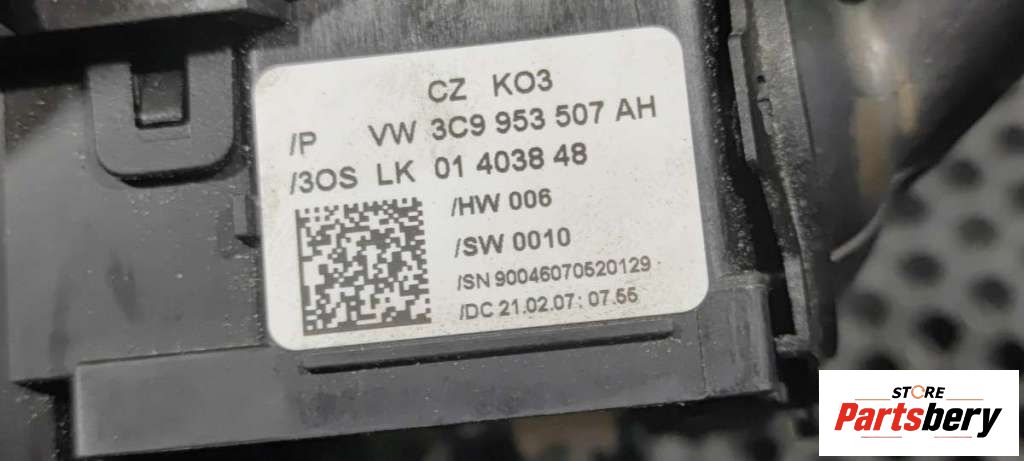 CZ KO3
/P VW 3C9 953 507 AH
/3OS LK 01 4038 48
/HW 006
/SW 0010
/SN 90046070520129
/DC 21.02.07; 07.55
STORE
Partsbery